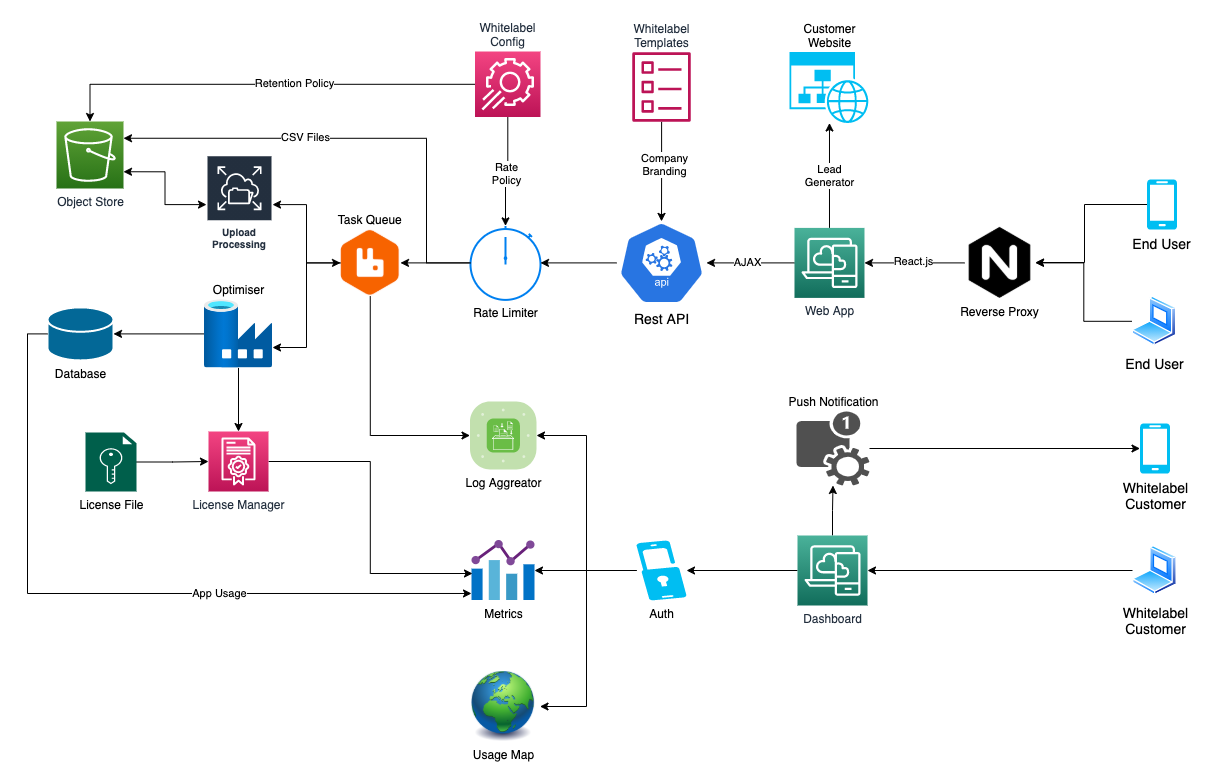 Whitelabel
Config
Whitelabel
Templates
Customer
Website
Retention Policy
CSV Files
Rate
Policy
Company
Branding
Lead
Generator
Object Store
Upload
Processing
Task Queue
Rate Limiter
api
Rest API
AJAX
Web App
React.js
N
Reverse Proxy
End User
End User
Optimiser
Database
License File
License Manager
Log Aggreator
Push Notification
1
Whitelabel
Customer
App Usage
Metrics
Auth
Dashboard
Whitelabel
Customer
Usage Map